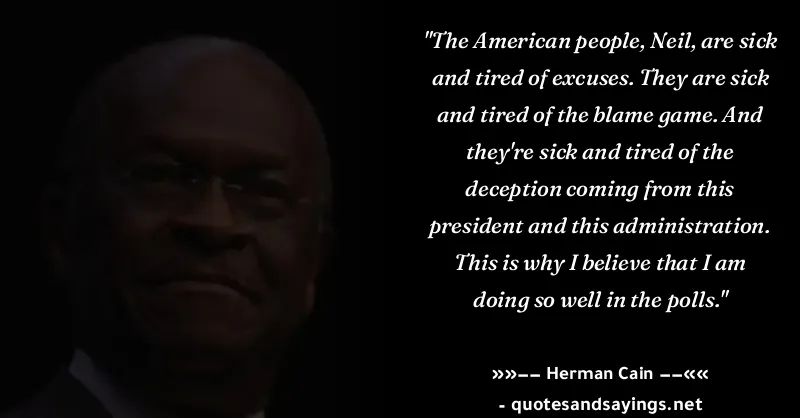 "The American people, Neil, are sick
and tired of excuses. They are sick
and tired of the blame game. And
they're sick and tired of the
deception coming from this
president and this administration.
This is why I believe that I am
doing so well in the polls."
»»−− Herman Cain −−««
- quotesandsayings.net